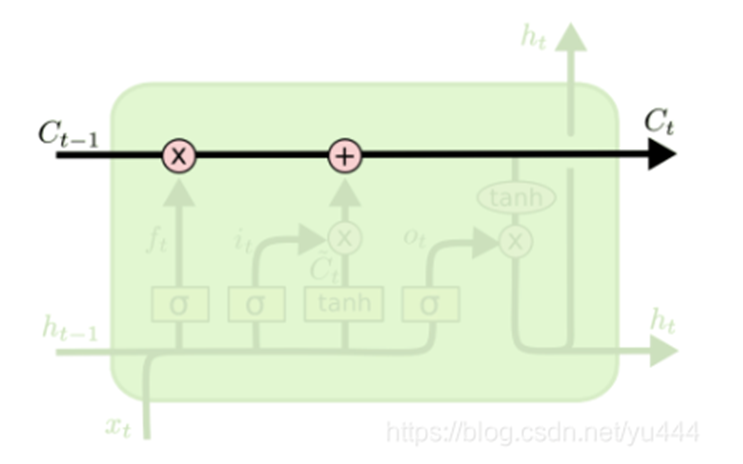 h_t
C_{t-1}
C_t
x
+
tanh
f_t
i_t
x
o_t
x
C̃_t
σ
σ
tanh
σ
h_{t-1}
h_t
x_t
https://blog.csdn.net/yu444